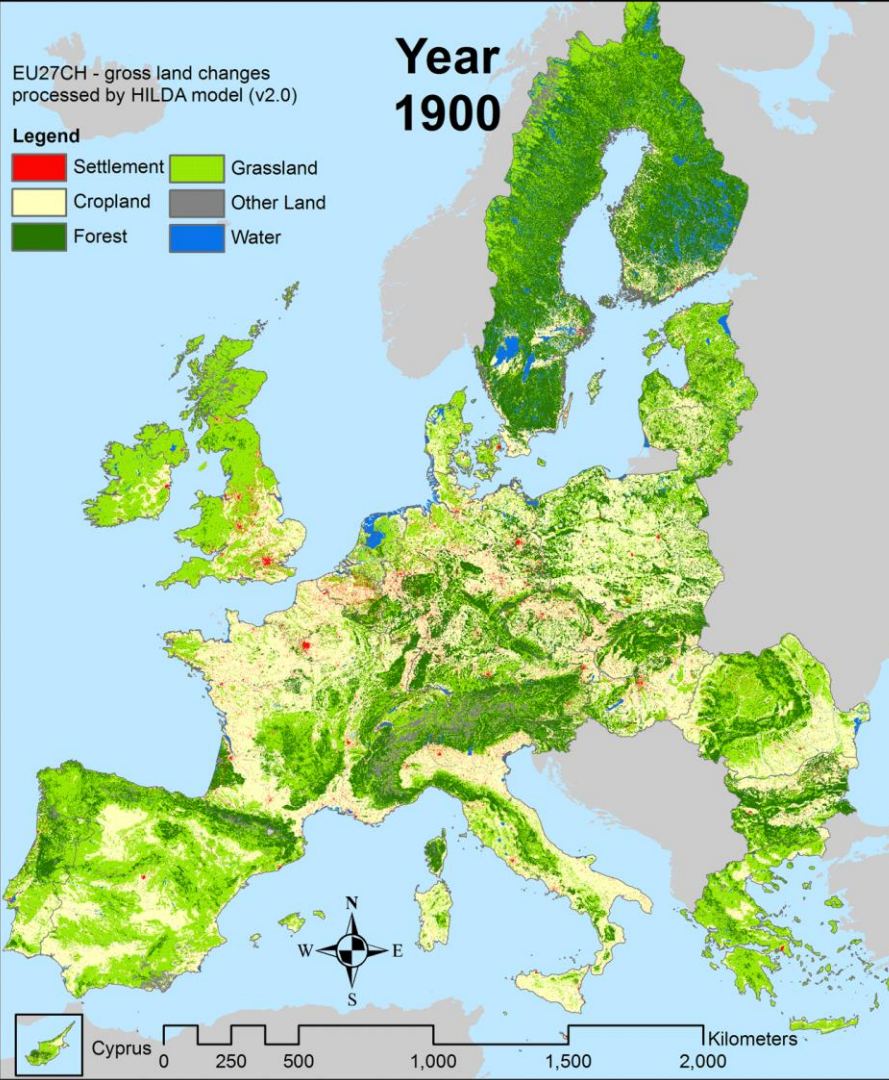 Year
1900
EU27CH - gross land changes
processed by HILDA model (v2.0)
Legend
Settlement
Grassland
Cropland
Other Land
Forest
Water
N
W
E
S
Cyprus
Kilometers
0
250
500
1,000
1,500
2,000